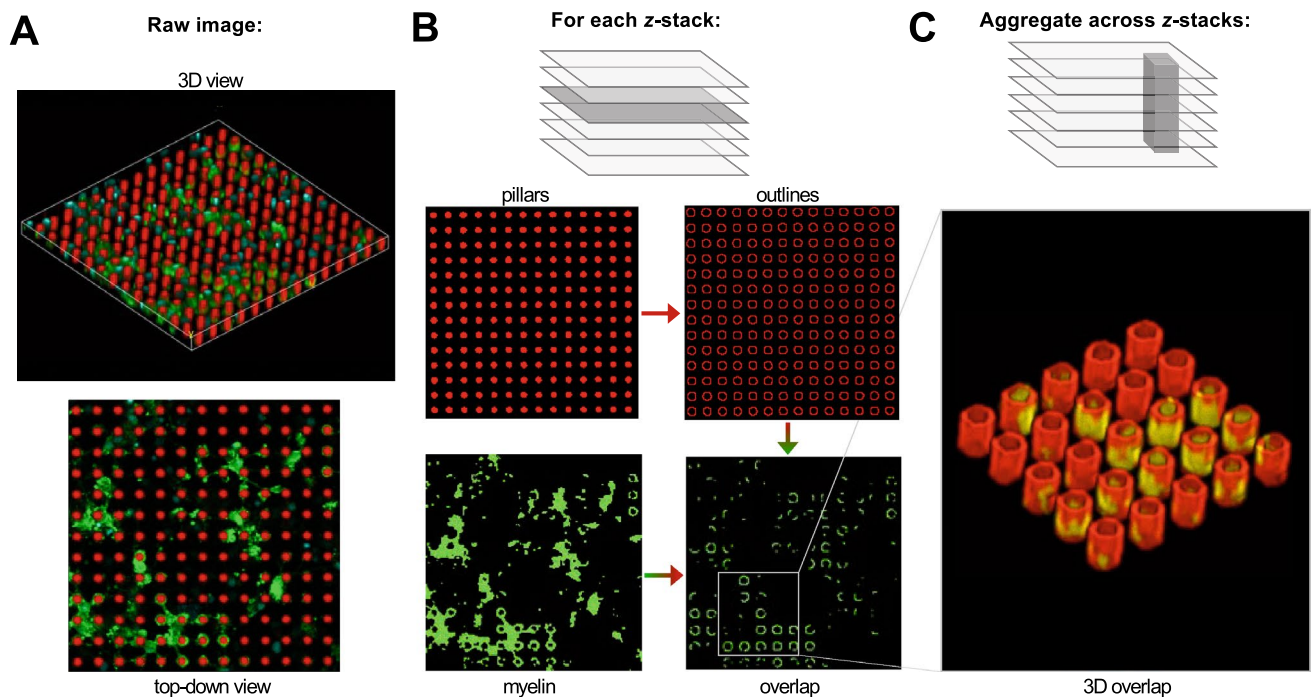 A
Raw image:
3D view
top-down view
B
For each z-stack:
pillars
outlines
myelin
overlap
C
Aggregate across z-stacks:
3D overlap